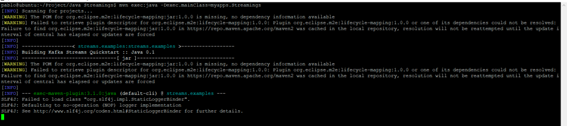 pablo@ubuntu:~/Project/Java Streaming$ mvn exec:java -Dexec.mainClass=myapps.Streamings
[INFO] Scanning for projects...
[WARNING] The POM for org.eclipse.m2e:lifecycle-mapping:jar:1.0.0 is missing, no dependency information available
[WARNING] Failed to retrieve plugin descriptor for org.eclipse.m2e:lifecycle-mapping:1.0.0: Plugin org.eclipse.m2e:lifecycle-mapping:1.0.0 or one of its dependencies could not be resolved:
Failure to find org.eclipse.m2e:lifecycle-mapping:jar:1.0.0 in https://repo.maven.apache.org/maven2 was cached in the local repository, resolution will not be reattempted until the update i
nterval of central has elapsed or updates are forced
[INFO]
[INFO] -------------------< streams.examples:streams.examples >-------------------
[INFO] Building Kafka Streams Quickstart :: Java 0.1
[INFO] --------------------------------[ jar ]---------------------------------
[WARNING] The POM for org.eclipse.m2e:lifecycle-mapping:jar:1.0.0 is missing, no dependency information available
[WARNING] Failed to retrieve plugin descriptor for org.eclipse.m2e:lifecycle-mapping:1.0.0: Plugin org.eclipse.m2e:lifecycle-mapping:1.0.0 or one of its dependencies could not be resolved:
Failure to find org.eclipse.m2e:lifecycle-mapping:jar:1.0.0 in https://repo.maven.apache.org/maven2 was cached in the local repository, resolution will not be reattempted until the update i
nterval of central has elapsed or updates are forced
[INFO]
[INFO] --- exec-maven-plugin:3.1.0:java (default-cli) @ streams.examples ---
SLF4J: Failed to load class "org.slf4j.impl.StaticLoggerBinder".
SLF4J: Defaulting to no-operation (NOP) logger implementation
SLF4J: See http://www.slf4j.org/codes.html#StaticLoggerBinder for further details.